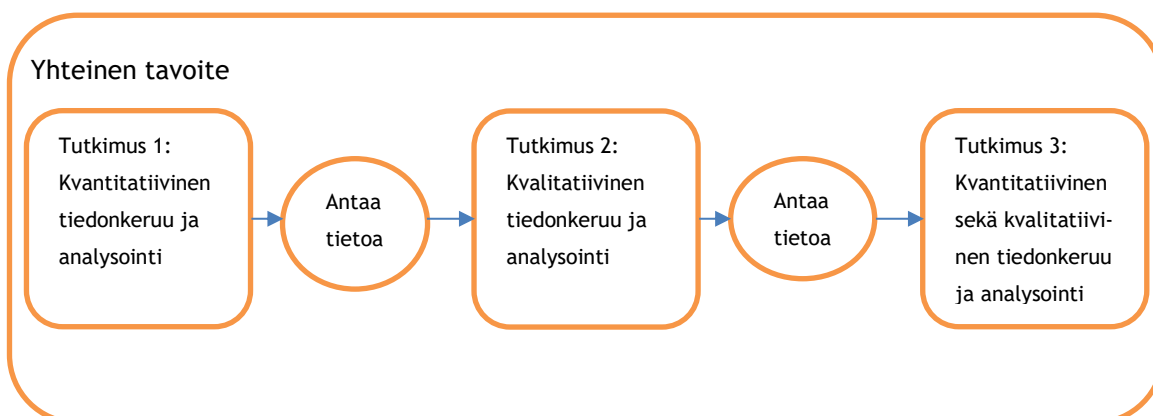 Yhteinen tavoite
Tutkimus 1:
Kvantitatiivinen
tiedonkeruu ja
analysointi
Antaa
tietoa
Tutkimus 2:
Kvalitatiivinen
tiedonkeruu ja
analysointi
Antaa
tietoa
Tutkimus 3:
Kvantitatiivinen
sekä kvalitatiivi-
nen tiedonkeruu
ja analysointi